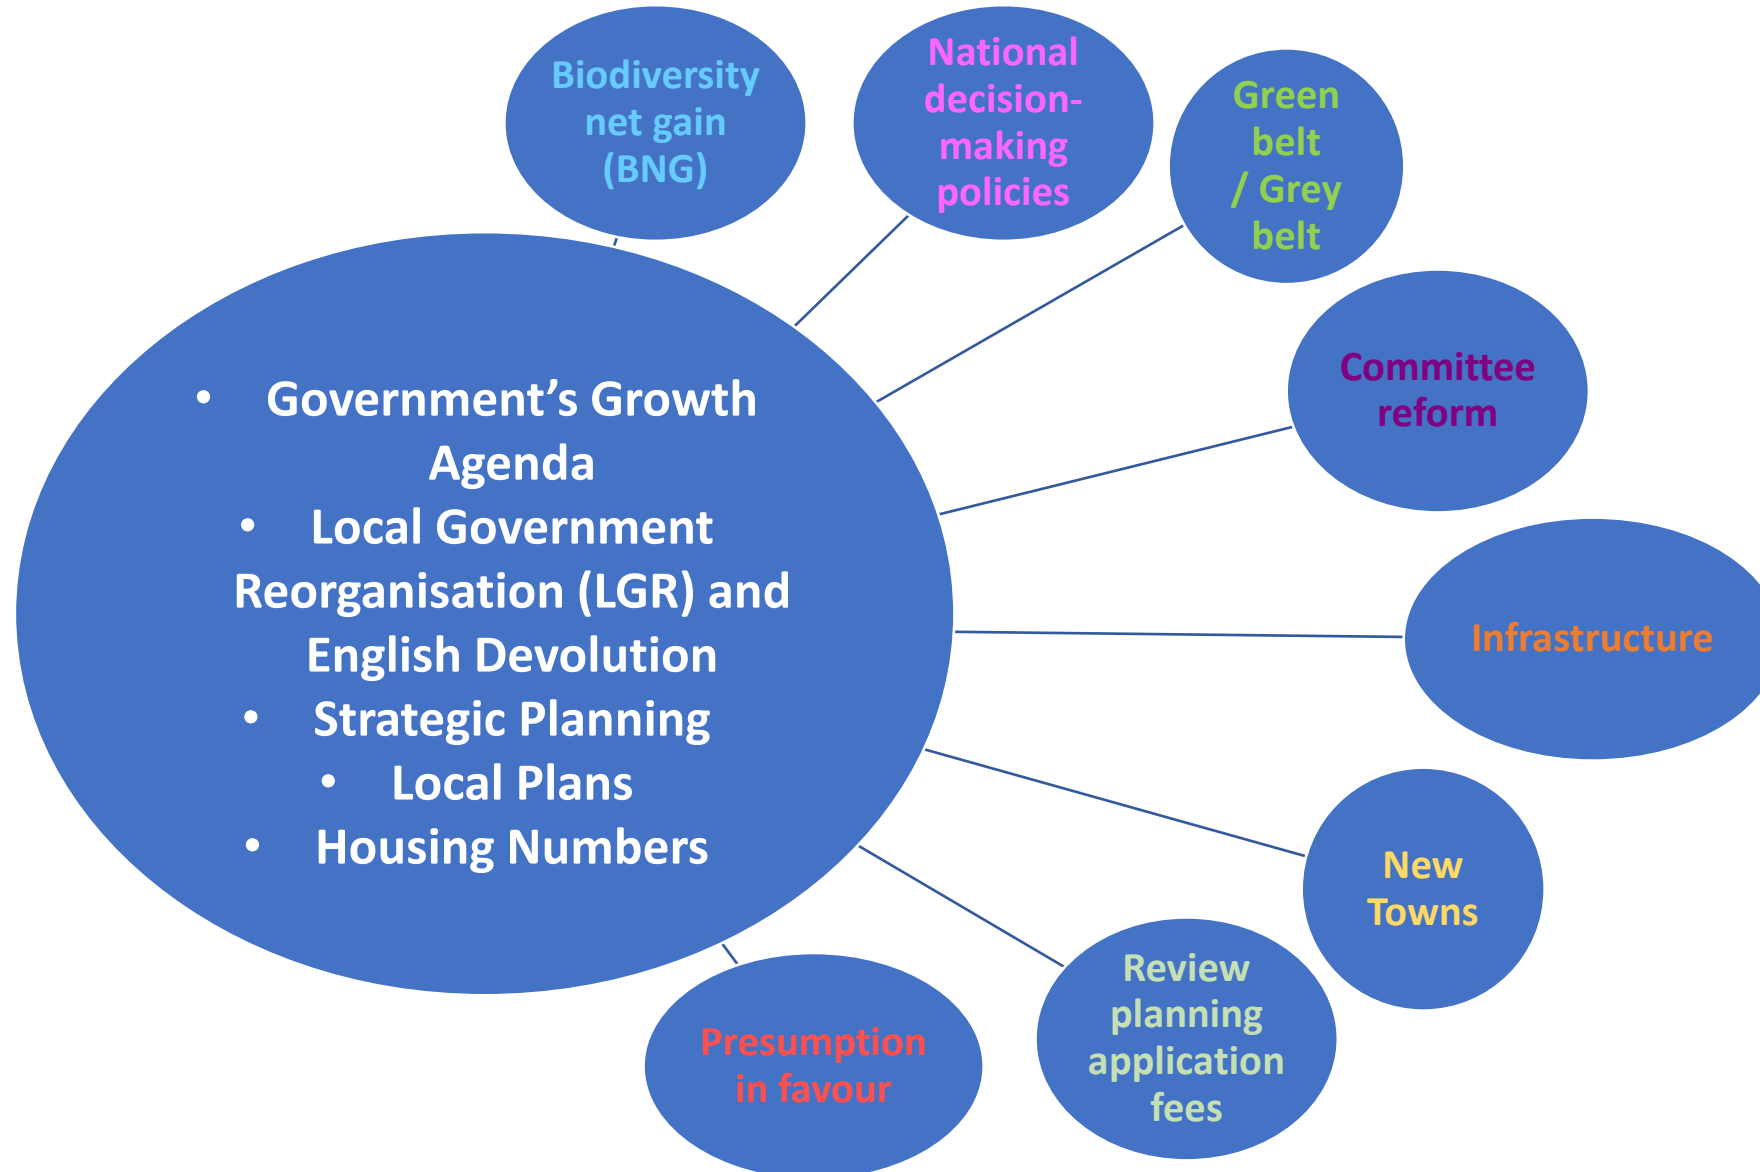 Biodiversity
net gain
(BNG)
National
decision-
making
policies
Green
belt
/ Grey
belt
Committee
reform
Infrastructure
New
Towns
Review
planning
application
fees
Presumption
in favour
• Government’s Growth
Agenda
• Local Government
Reorganisation (LGR) and
English Devolution
• Strategic Planning
• Local Plans
• Housing Numbers